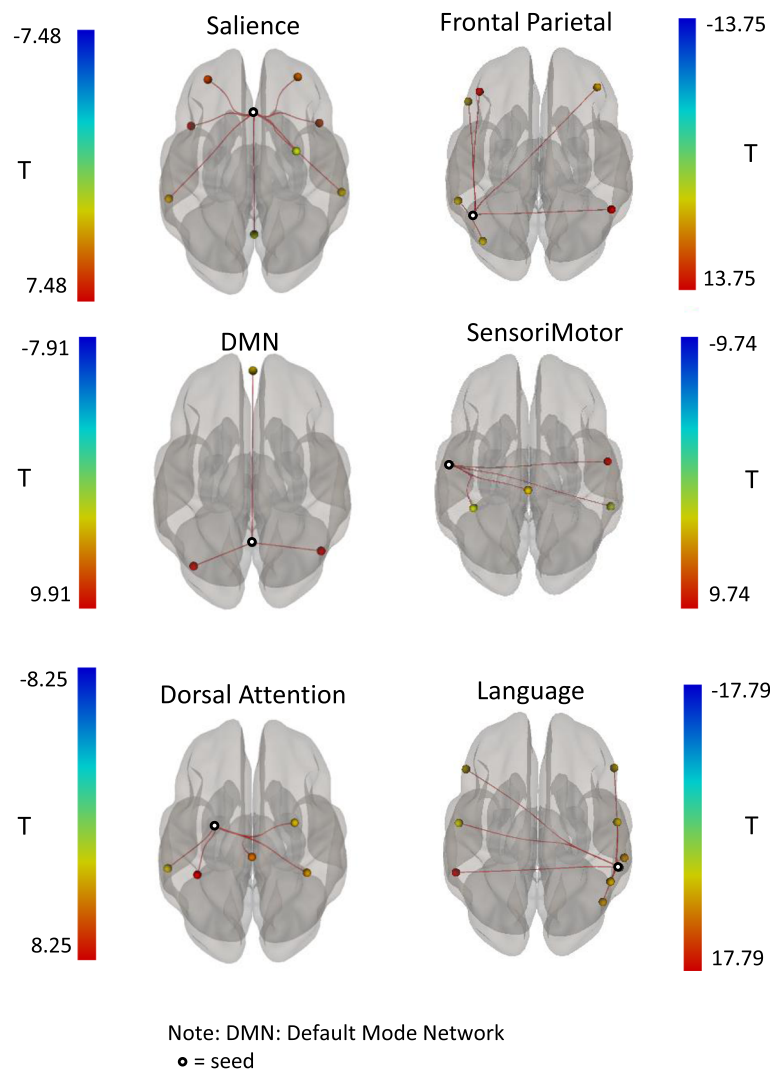 Salience
-7.48
T
7.48
Frontal Parietal
-13.75
T
13.75
DMN
-7.91
T
9.91
SensoriMotor
-9.74
T
9.74
Dorsal Attention
-8.25
T
8.25
Language
-17.79
T
17.79
Note: DMN: Default Mode Network
= seed